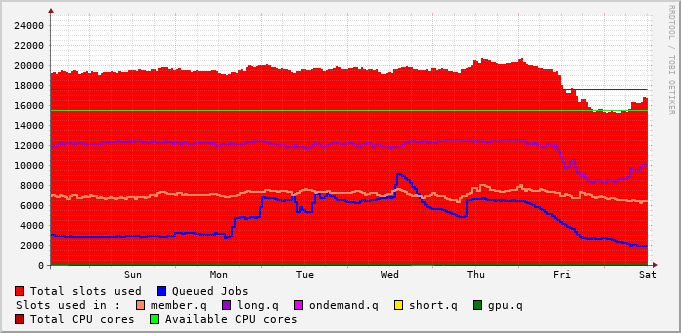 24000
22000
20000
18000
16000
14000
12000
10000
8000
6000
4000
2000
0
Sun Mon Tue Wed Thu Fri Sat
Total slots used Queued Jobs
Slots used in : member.q long.q ondemand.q short.q gpu.q
Total CPU cores Available CPU cores
RRDTOOL / TOBI OETIKER